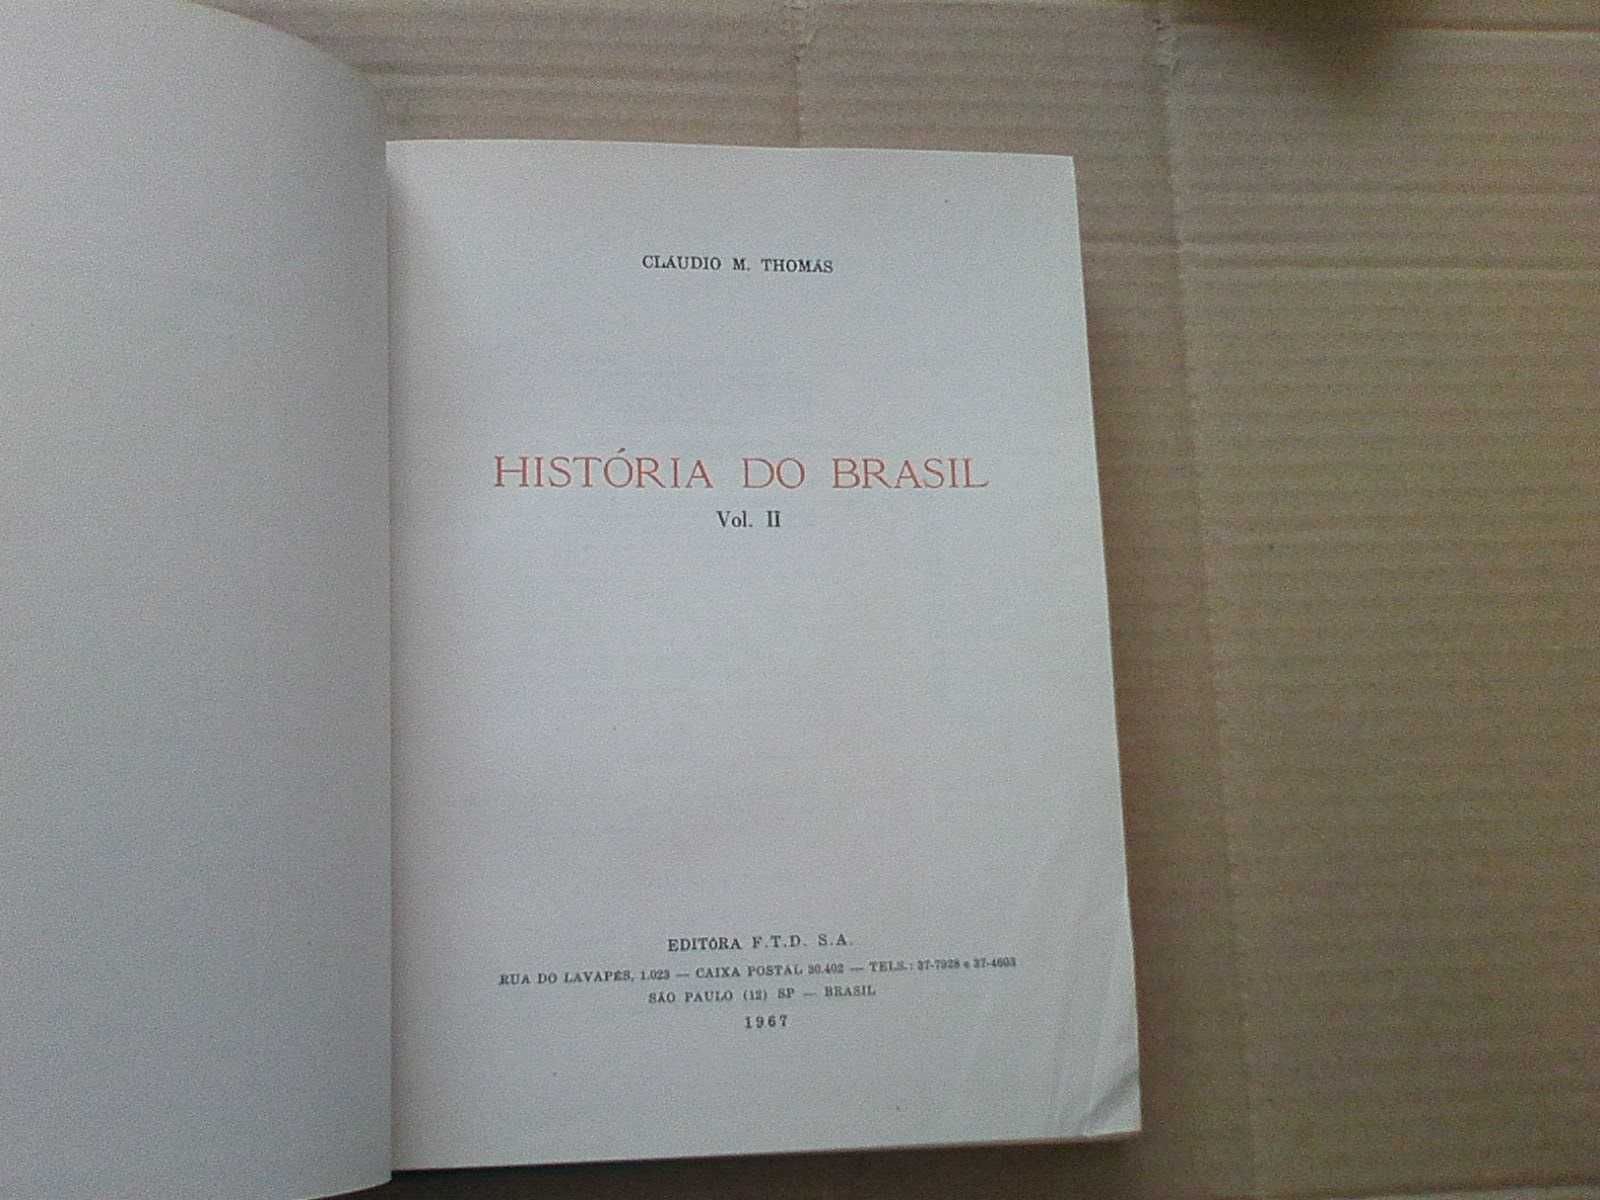 CLÁUDIO M. THOMÁS
HISTÓRIA DO BRASIL
Vol. II
EDITÔRA F.T.D. S.A.
RUA DO LAVAPÉS, 1.023 — CAIXA POSTAL 30.402 — TELS.: 37-7928 e 37-4603
SÃO PAULO (12) SP — BRASIL
1967